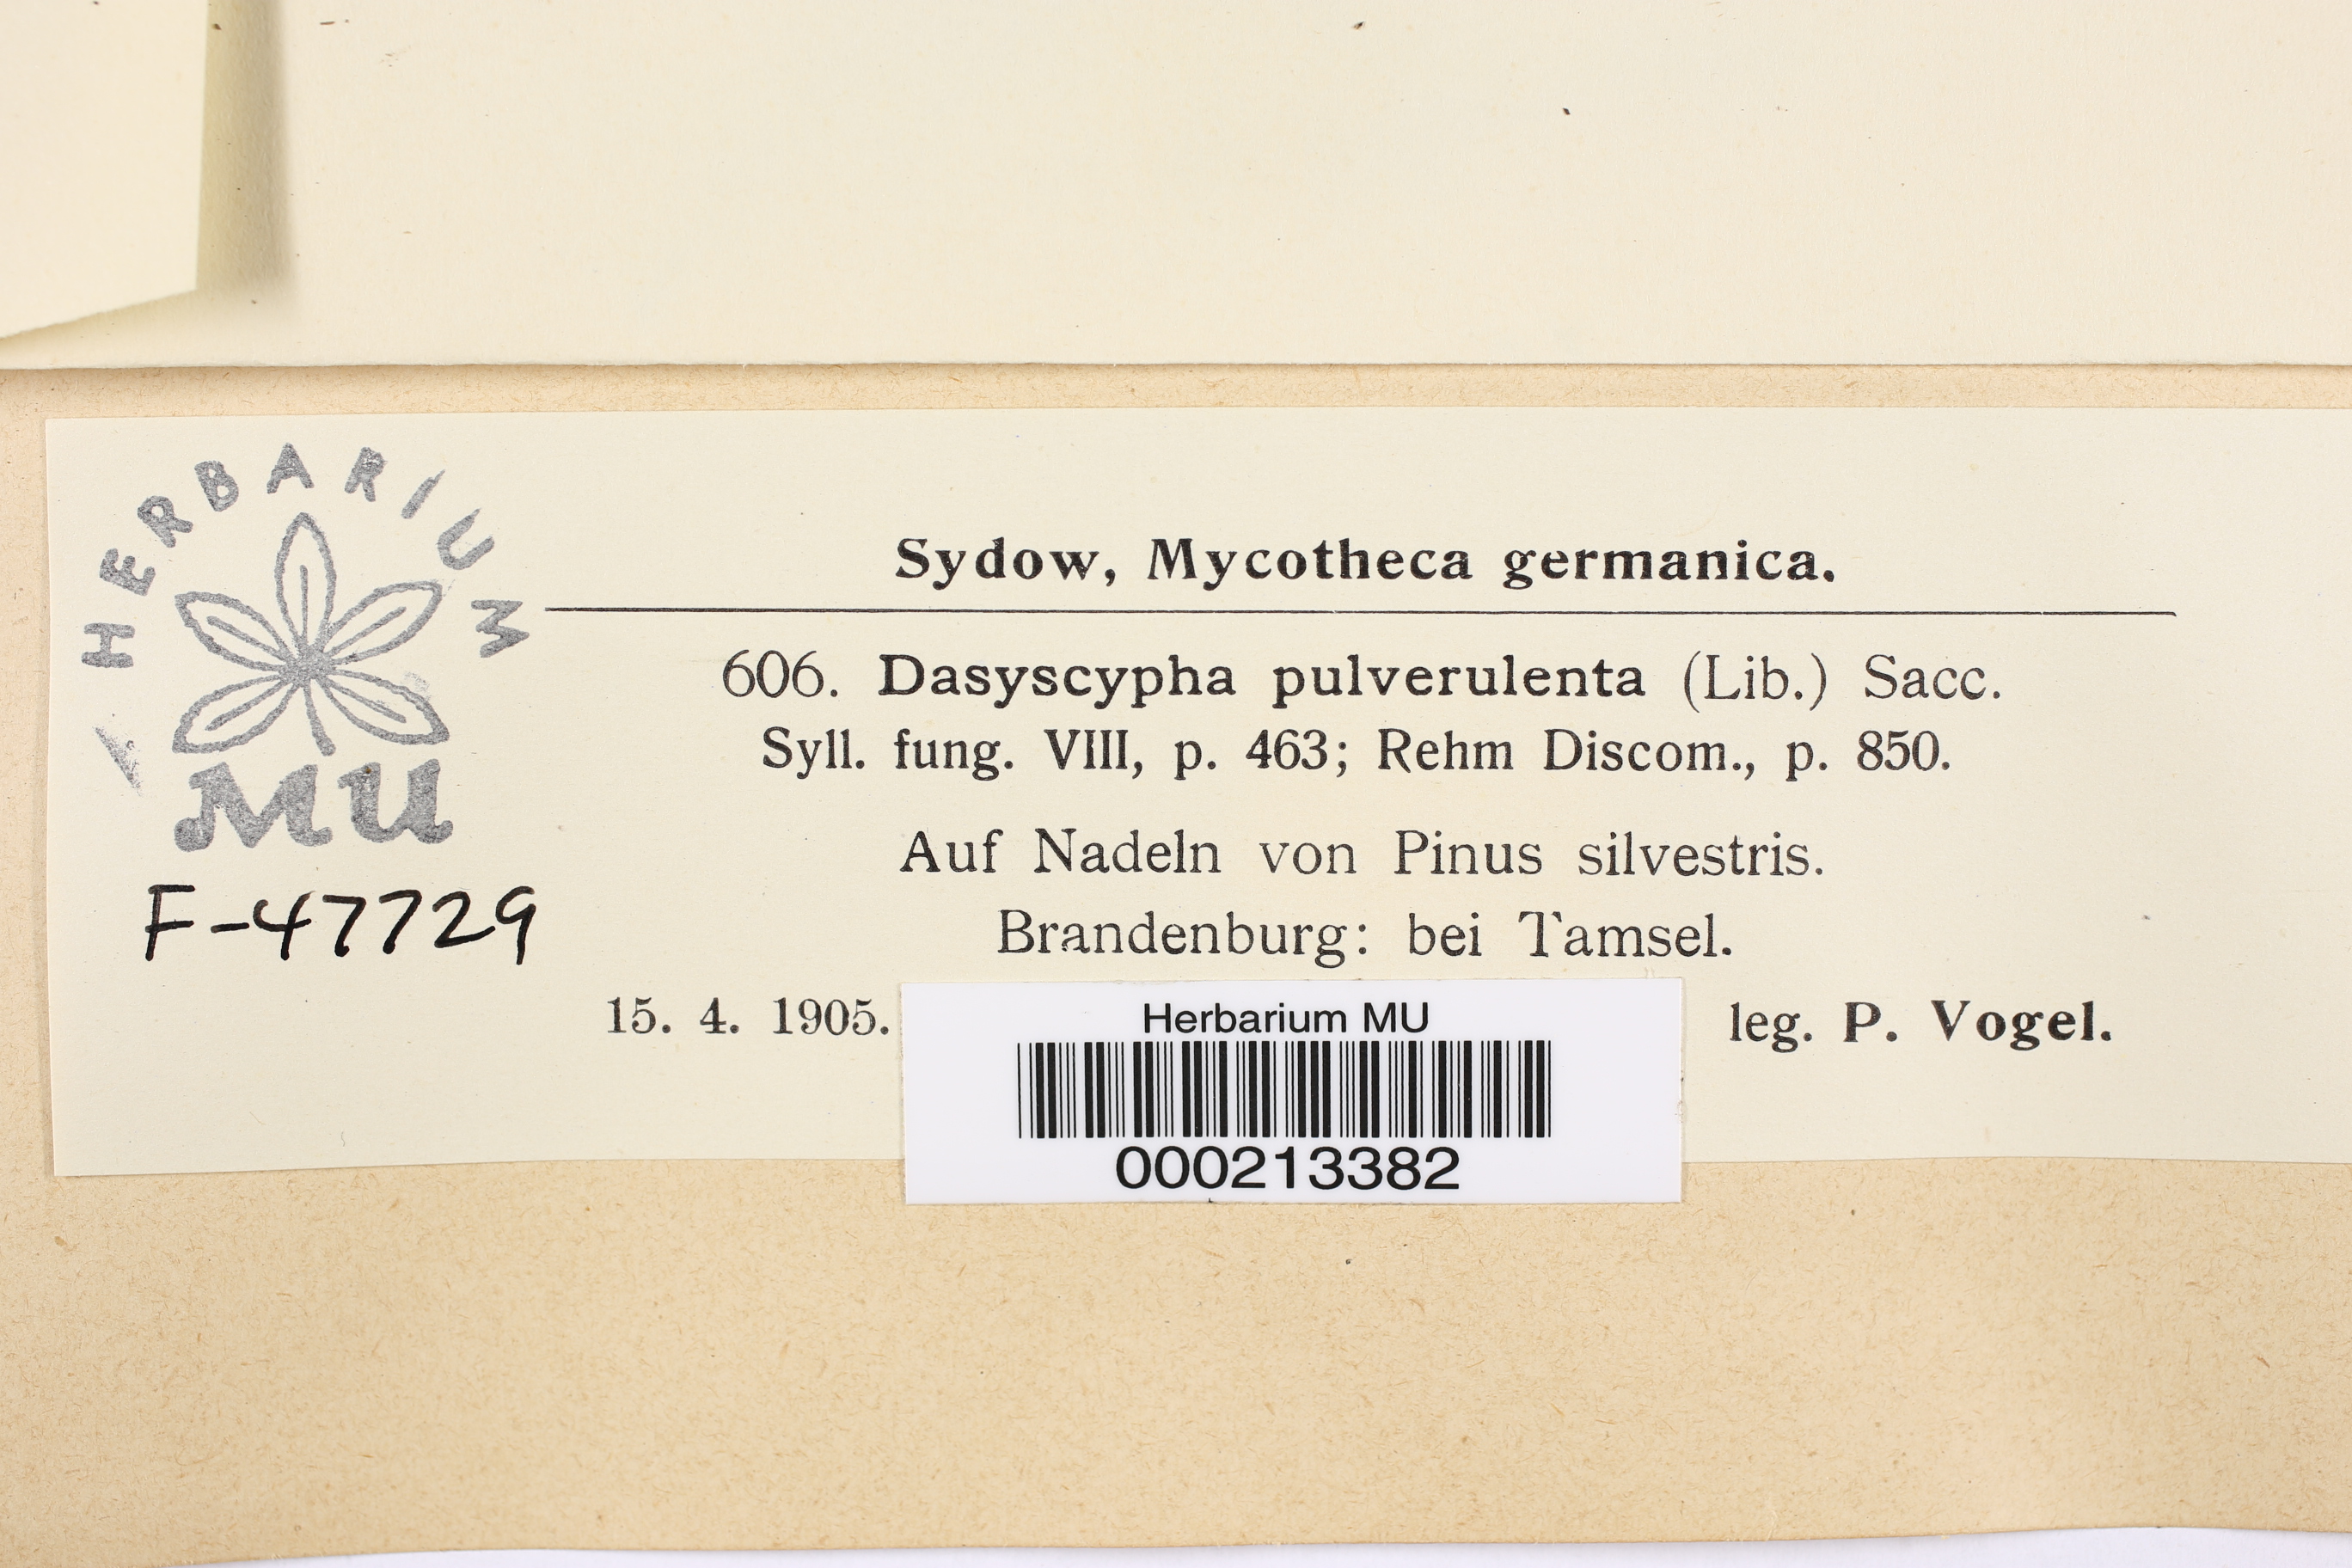 HERBARIUM
MU
F-47729
Sydow, Mycotheca germanica.
606. Dasyscypha pulverulenta (Lib.) Sacc.
Syll. fung. VIII, p. 463; Rehm Discom., p. 850.
Auf Nadeln von Pinus silvestris.
Brandenburg: bei Tamsel.
15. 4. 1905. leg. P. Vogel.
Herbarium MU
000213382